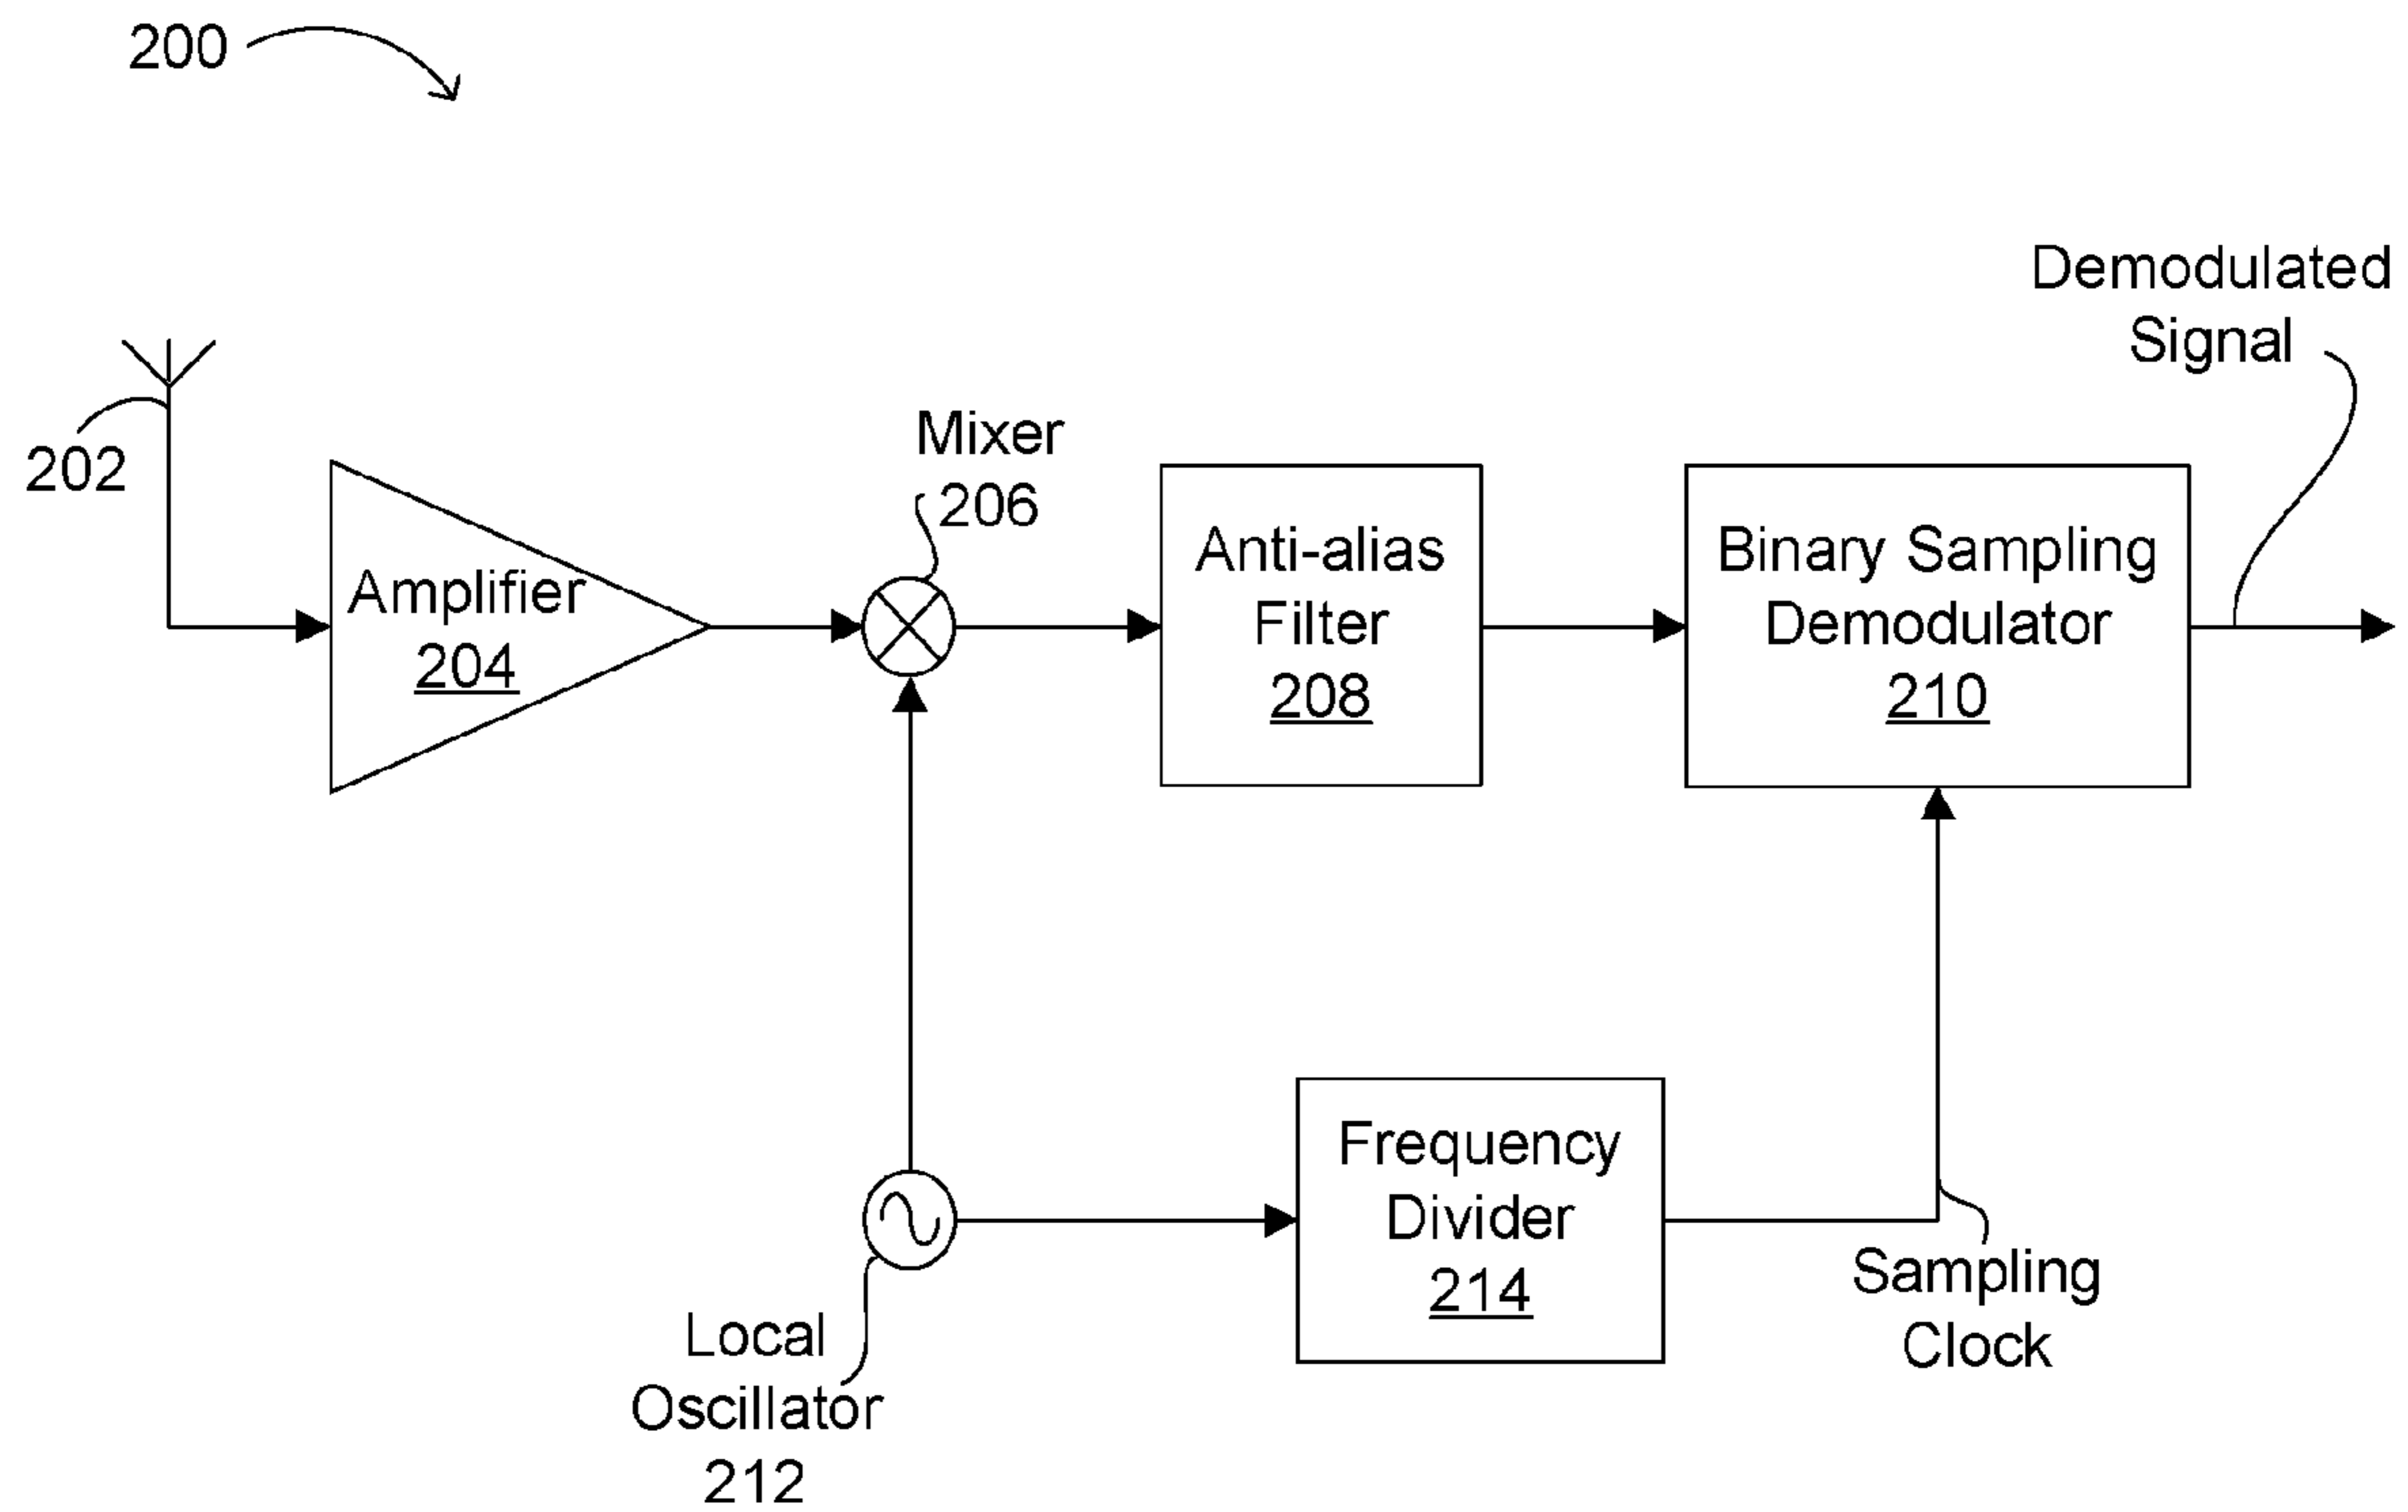 200
Demodulated
Signal
202
Mixer
206
Amplifier
204
Anti-alias
Filter
208
Binary Sampling
Demodulator
210
Frequency
Divider
214
Sampling
Clock
Local
Oscillator
212